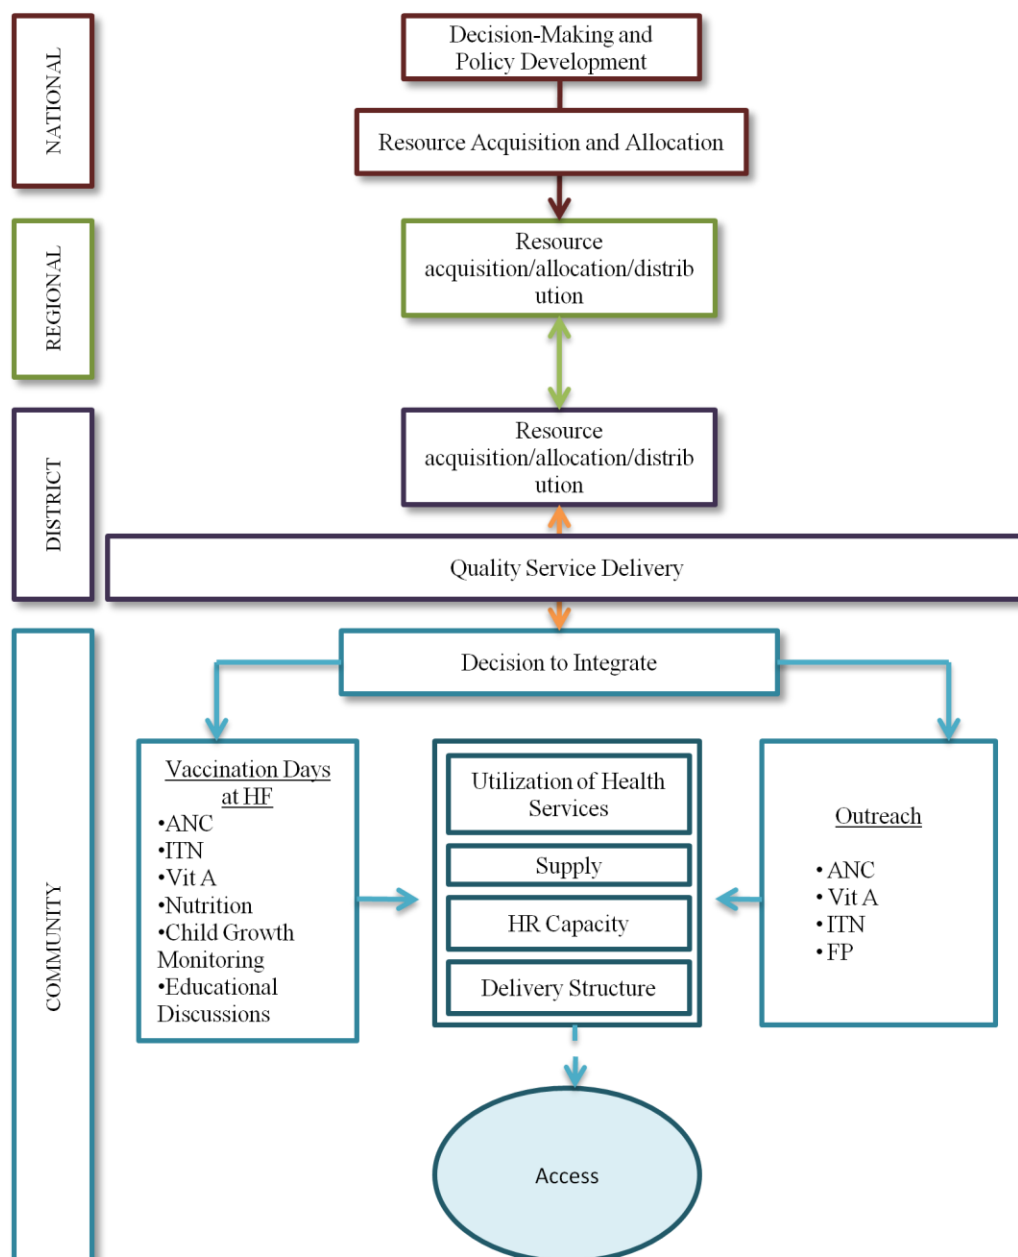 NATIONAL
Decision-Making and
Policy Development
Resource Acquisition and Allocation
REGIONAL
Resource
acquisition/allocation/distrib
ution
DISTRICT
Resource
acquisition/allocation/distrib
ution
Quality Service Delivery
COMMUNITY
Decision to Integrate
Vaccination Days
at HF
•ANC
•ITN
•Vit A
•Nutrition
•Child Growth
Monitoring
•Educational
Discussions
Utilization of Health
Services
Supply
HR Capacity
Delivery Structure
Outreach
• ANC
• Vit A
• ITN
• FP
Access